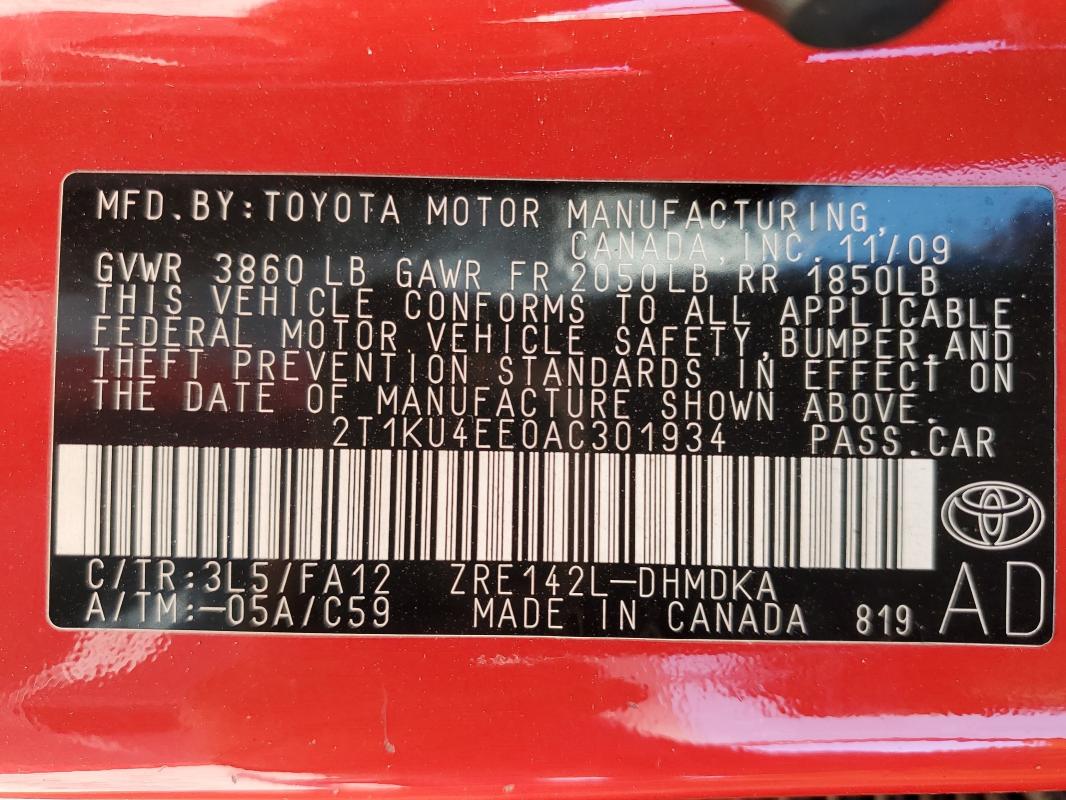 MFD.BY:TOYOTA MOTOR MANUFACTURING,
CANADA,INC. 11/09
GVWR 3860 LB GAWR FR 2050LB RR 1850LB
THIS VEHICLE CONFORMS TO ALL APPLICABLE
FEDERAL MOTOR VEHICLE SAFETY,BUMPER,AND
THEFT PREVENTION STANDARDS IN EFFECT ON
THE DATE OF MANUFACTURE SHOWN ABOVE.
2T1KU4EE0AC301934 PASS.CAR
C/TR:3L5/FA12 ZRE142L-DHMDKA
A/TM:-05A/C59 MADE IN CANADA 819 AD